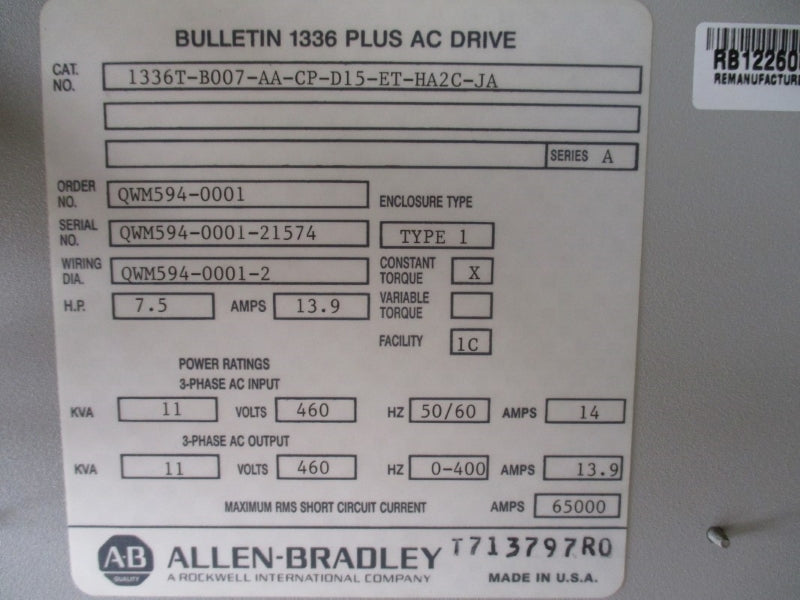 BULLETIN 1336 PLUS AC DRIVE
CAT. NO. 1336T-B007-AA-CP-D15-ET-HA2C-JA
SERIES A
ORDER NO. QWM594-0001
ENCLOSURE TYPE
SERIAL NO. QWM594-0001-21574
TYPE 1
WIRING DIA. QWM594-0001-2
CONSTANT TORQUE X
H.P. 7.5 AMPS 13.9
VARIABLE TORQUE
FACILITY 1C
POWER RATINGS
3-PHASE AC INPUT
KVA 11 VOLTS 460 HZ 50/60 AMPS 14
3-PHASE AC OUTPUT
KVA 11 VOLTS 460 HZ 0-400 AMPS 13.9
MAXIMUM RMS SHORT CIRCUIT CURRENT AMPS 65000
A-B QUALITY
ALLEN-BRADLEY
A ROCKWELL INTERNATIONAL COMPANY
T713797R0
MADE IN U.S.A.
RB12260
REMANUFACTURE